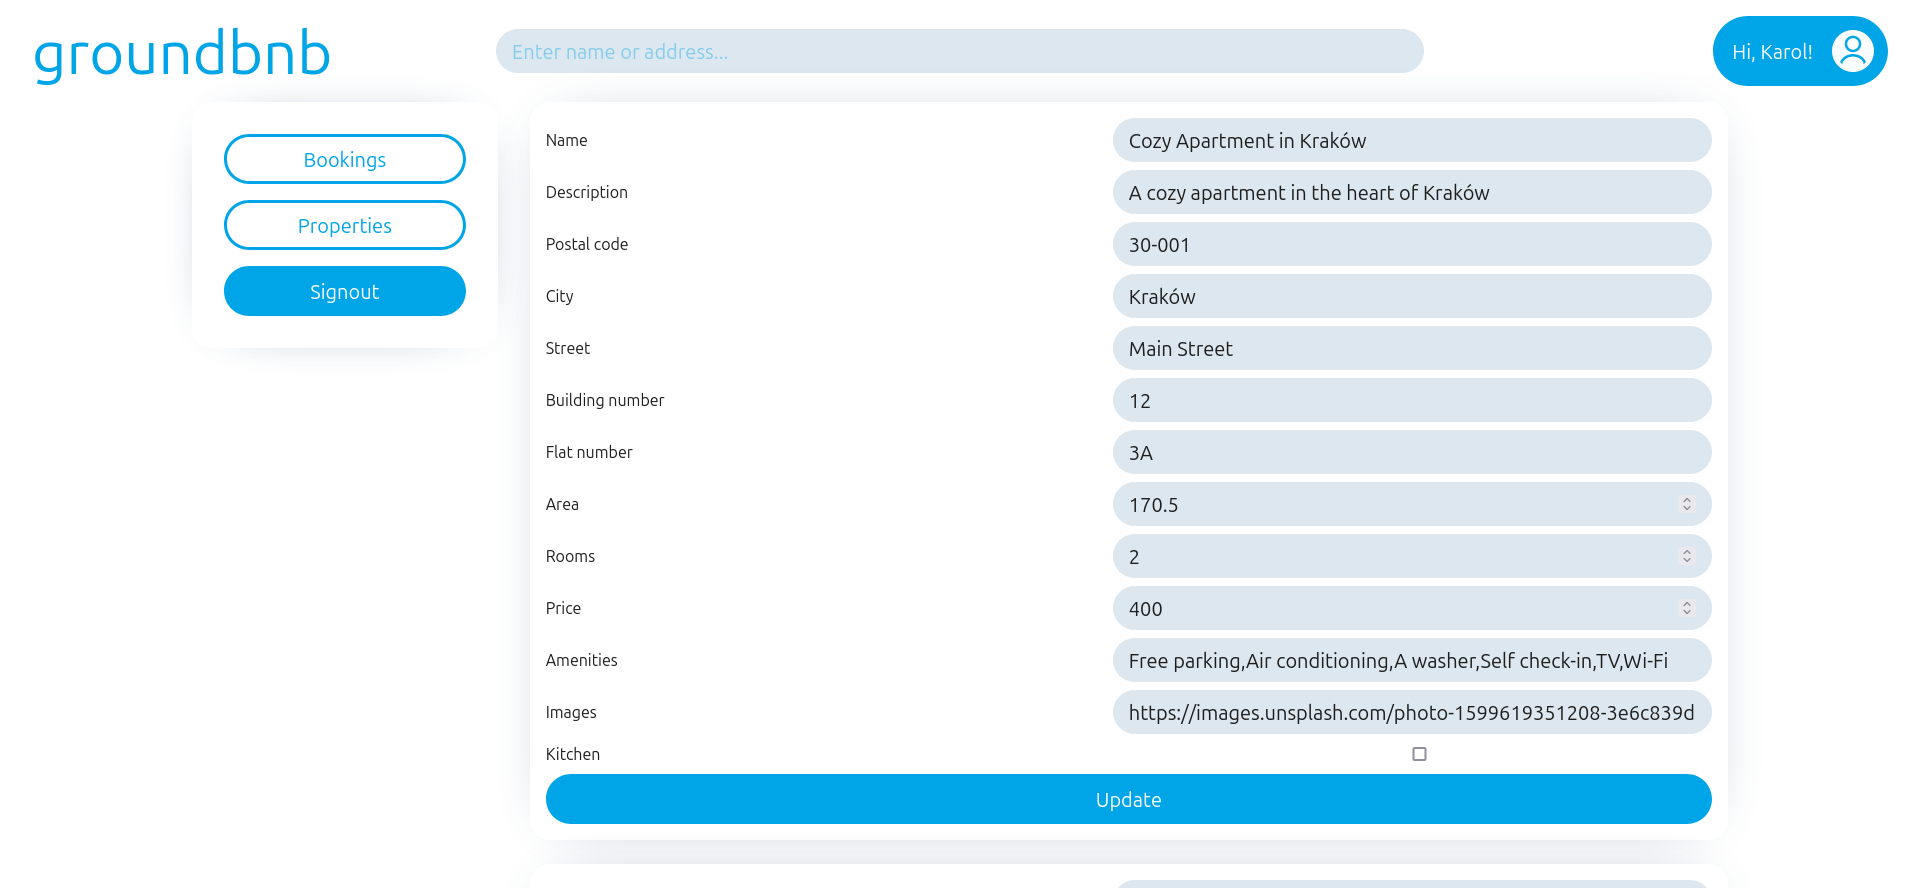 groundbnb
Enter name or address...
Hi, Karol!
Bookings
Properties
Signout
Name
Cozy Apartment in Kraków
Description
A cozy apartment in the heart of Kraków
Postal code
30-001
City
Kraków
Street
Main Street
Building number
12
Flat number
3A
Area
170.5
Rooms
2
Price
400
Amenities
Free parking,Air conditioning,A washer,Self check-in,TV,Wi-Fi
Images
https://images.unsplash.com/photo-1599619351208-3e6c839d
Kitchen
Update